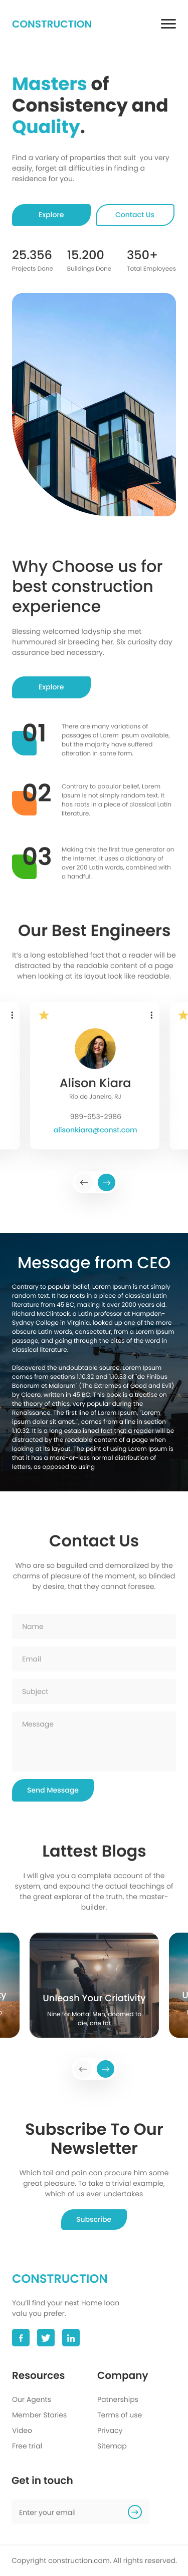 CONSTRUCTION
Masters of
Consistency and
Quality.
Find a variery of properties that suit you very
easily, forget all difficulties in finding a
residence for you.
Explore
Contact Us
25.356
15.200
350+
Projects Done
Buildings Done
Total Employees
Why Choose us for
best construction
experience
Blessing welcomed ladyship she met
hummoured sir breeding her. Six curiosity day
assurance bed necessary.
Explore
01
There are many variations of
passages of Lorem Ipsum available,
but the majority have suffered
alteration in some form.
02
Contrary to popular belief, Lorem
Ipsum is not simply random text. It
has roots in a piece of classical Latin
literature.
03
Making this the first true generator on
the Internet. It uses a dictionary of
over 200 Latin words, combined with
a handful.
Our Best Engineers
It's a long established fact that a reader will be
distracted by the readable content of a page
when looking at its layout look like readable.
Alison Kiara
Rio de Janeiro, RJ
989-653-2986
alisonkiara@const.com
Message from CEO
Contrary to popular belief, Lorem Ipsum is not simply
random text. It has roots in a piece of classical Latin
literature from 45 BC, making it over 2000 years old.
Richard McClintock, a Latin professor at Hampden-
Sydney College in Virginia, looked up one of the more
obscure Latin words, consectetur, from a Lorem Ipsum
passage, and going through the cites of the word in
classical literature.
Discovered the undoubtable source. Lorem Ipsum
comes from sections 1.10.32 and 1.10.33 of "de Finibus
Bonorum et Malorum" (The Extremes of Good and Evil)
by Cicero, written in 45 BC. This book is a treatise on
the theory of ethics, very popular during the
Renaissance. The first line of Lorem Ipsum, "Lorem
ipsum dolor sit amet..", comes from a line in section
1.10.32. It is a long established fact that a reader will be
distracted by the readable content of a page when
looking at its layout. The point of using Lorem Ipsum is
that it has a more-or-less normal distribution of
letters, as opposed to using
Contact Us
Who are so beguiled and demoralized by the
charms of pleasure of the moment, so blinded
by desire, that they cannot foresee.
Name
Email
Subject
Message
Send Message
Lattest Blogs
I will give you a complete account of the
system, and expound the actual teachings of
the great explorer of the truth, the master-
builder.
Unleash Your Criativity
Nine for Mortal Men, doomed to
die, one fot
Subscribe To Our
Newsletter
Which toil and pain can procure him some
great pleasure. To take a trivial example,
which of us ever undertakes
Subscribe
CONSTRUCTION
You'll find your next Home loan
valu you prefer.
Resources
Company
Our Agents
Patnerships
Member Stories
Terms of use
Video
Privacy
Free trial
Sitemap
Get in touch
Enter your email
Copyright construction.com. All rights reserved.